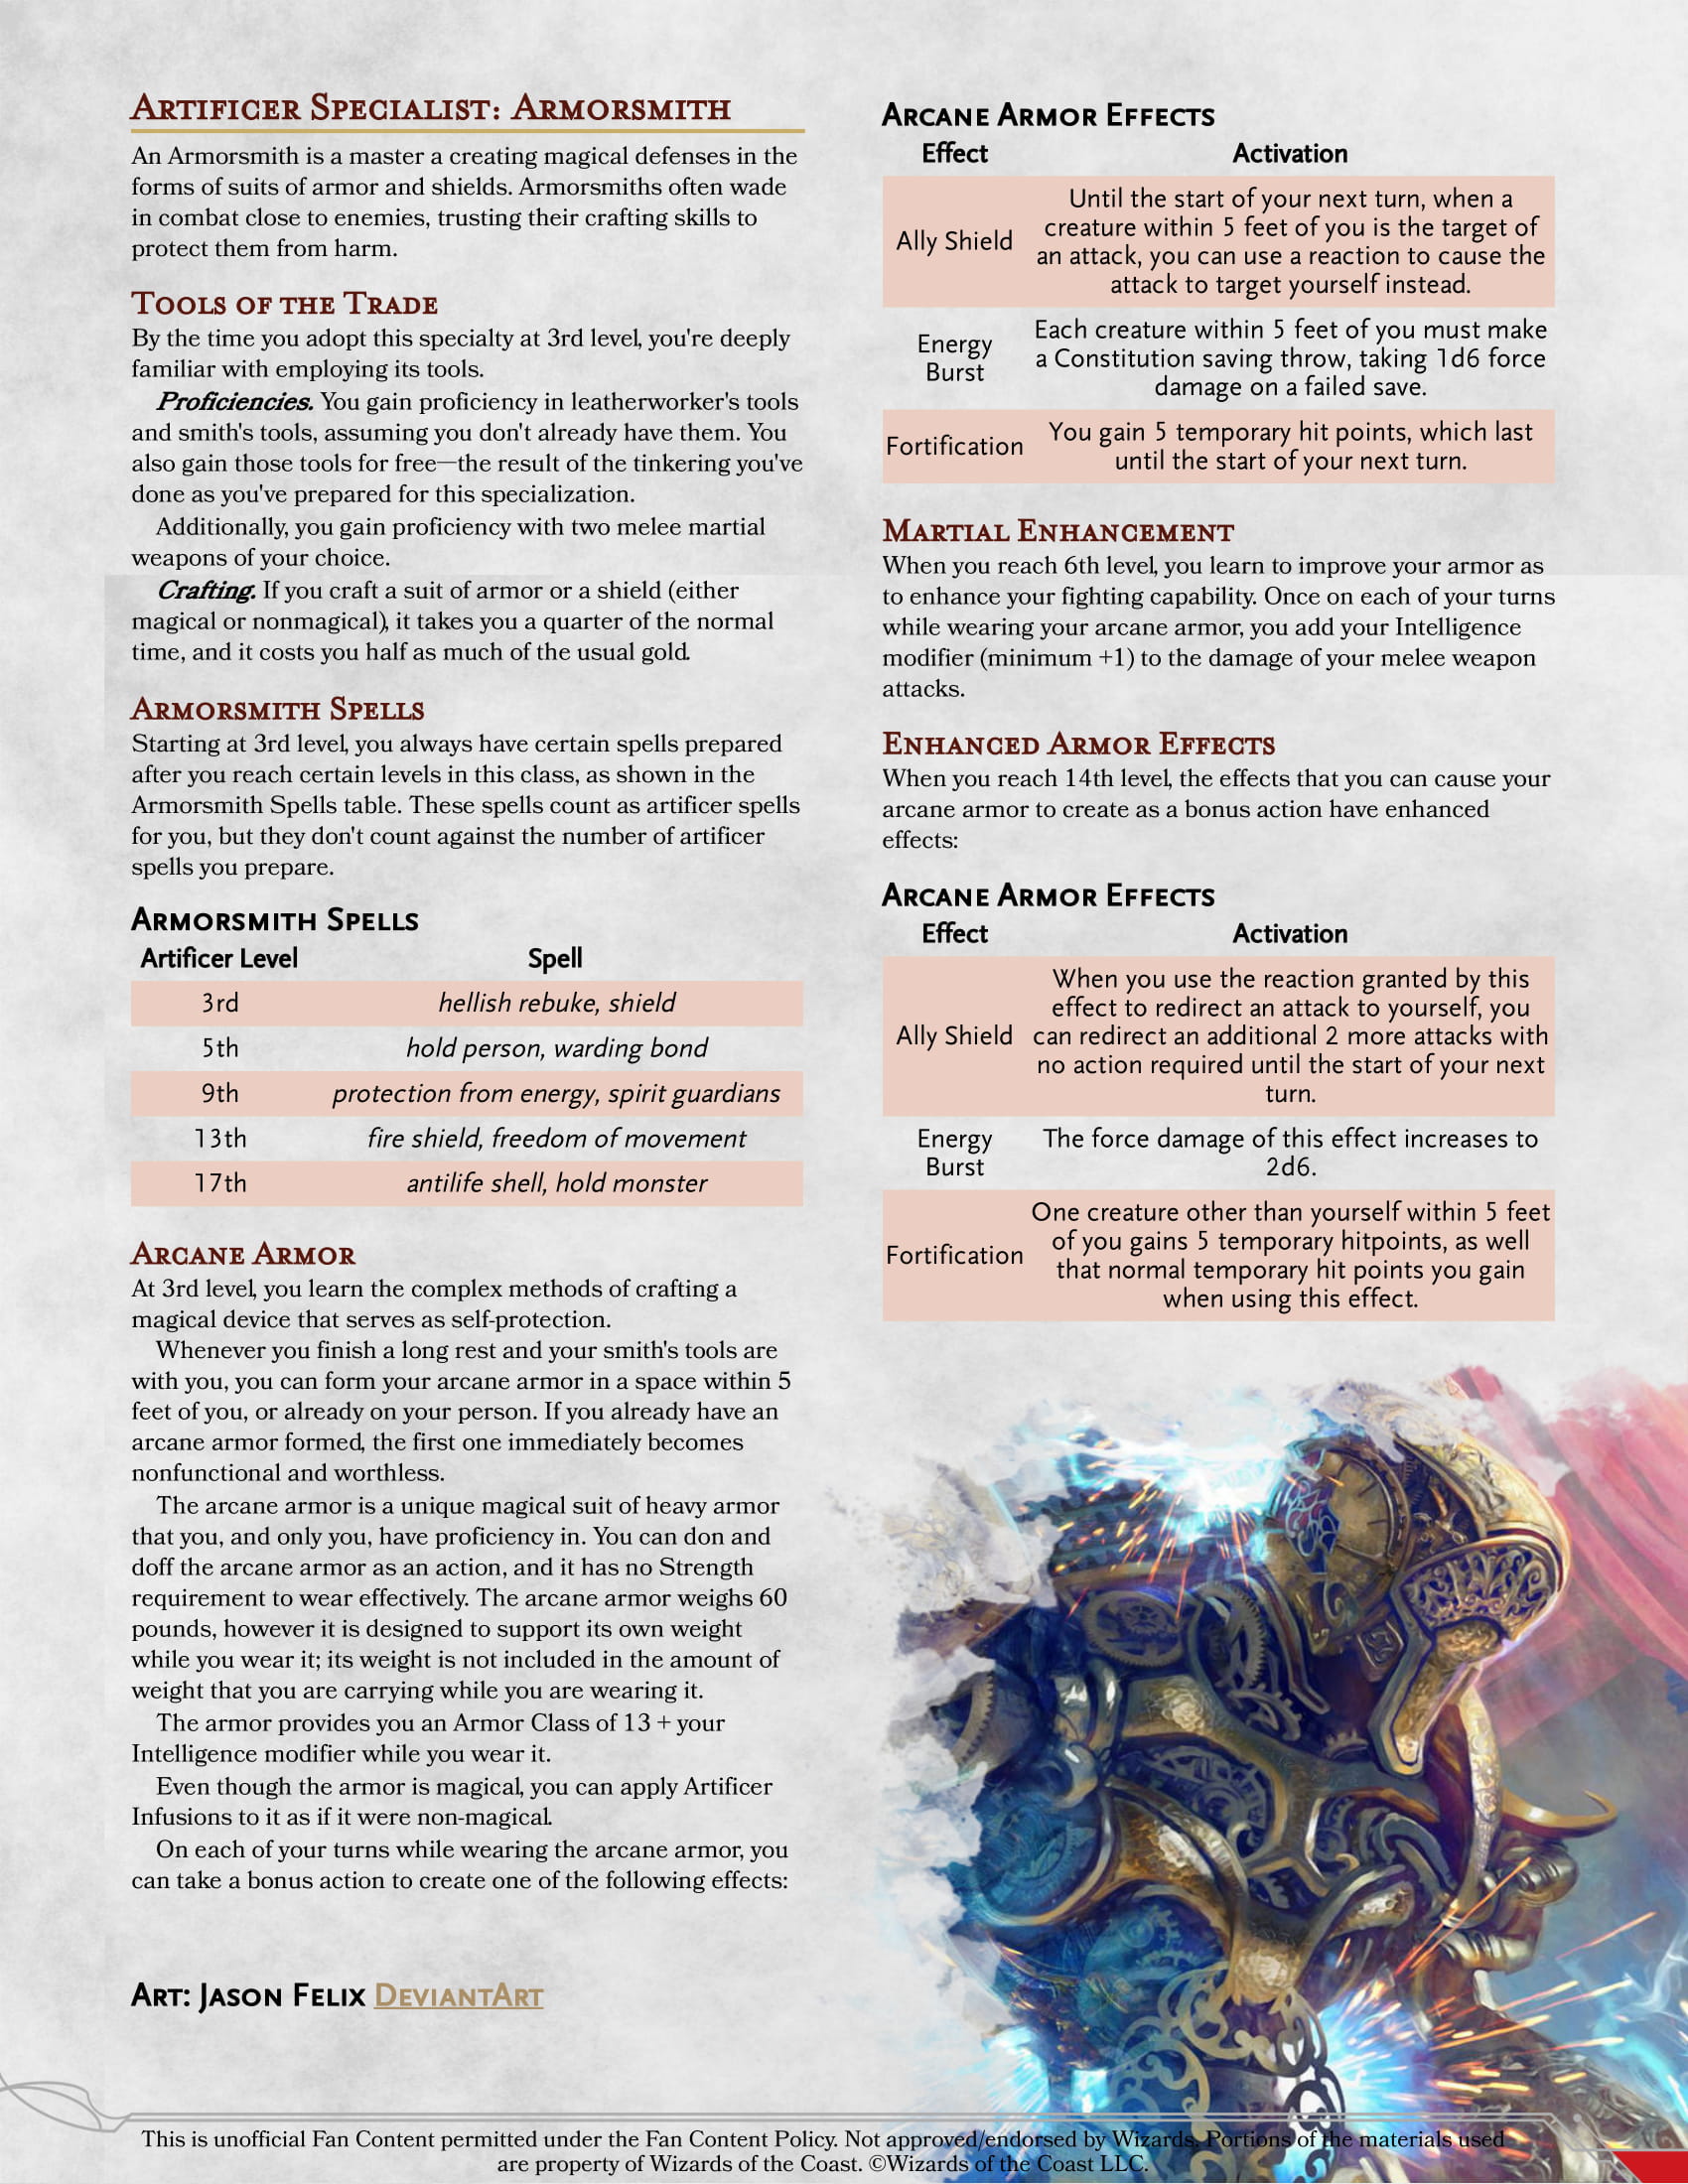 Artificer Specialist: Armorsmith
An Armorsmith is a master a creating magical defenses in the
forms of suits of armor and shields. Armorsmiths often wade
in combat close to enemies, trusting their crafting skills to
protect them from harm.
Tools of the Trade
By the time you adopt this specialty at 3rd level, you're deeply
familiar with employing its tools.
Proficiencies. You gain proficiency in leatherworker's tools
and smith's tools, assuming you don't already have them. You
also gain those tools for free—the result of the tinkering you've
done as you've prepared for this specialization.
Additionally, you gain proficiency with two melee martial
weapons of your choice.
Crafting. If you craft a suit of armor or a shield (either
magical or nonmagical), it takes you a quarter of the normal
time, and it costs you half as much of the usual gold.
Armorsmith Spells
Starting at 3rd level, you always have certain spells prepared
after you reach certain levels in this class, as shown in the
Armorsmith Spells table. These spells count as artificer spells
for you, but they don't count against the number of artificer
spells you prepare.
Armorsmith Spells
Artificer Level Spell
3rd hellish rebuke, shield
5th hold person, warding bond
9th protection from energy, spirit guardians
13th fire shield, freedom of movement
17th antilife shell, hold monster
Arcane Armor
At 3rd level, you learn the complex methods of crafting a
magical device that serves as self-protection.
Whenever you finish a long rest and your smith's tools are
with you, you can form your arcane armor in a space within 5
feet of you, or already on your person. If you already have an
arcane armor formed, the first one immediately becomes
nonfunctional and worthless.
The arcane armor is a unique magical suit of heavy armor
that you, and only you, have proficiency in. You can don and
doff the arcane armor as an action, and it has no Strength
requirement to wear effectively. The arcane armor weighs 60
pounds, however it is designed to support its own weight
while you wear it; its weight is not included in the amount of
weight that you are carrying while you are wearing it.
The armor provides you an Armor Class of 13 + your
Intelligence modifier while you wear it.
Even though the armor is magical, you can apply Artificer
Infusions to it as if it were non-magical.
On each of your turns while wearing the arcane armor, you
can take a bonus action to create one of the following effects:
Art: Jason Felix DeviantArt
Arcane Armor Effects
Effect Activation
Ally Shield
Until the start of your next turn, when a
creature within 5 feet of you is the target of
an attack, you can use a reaction to cause the
attack to target yourself instead.
Energy
Burst
Each creature within 5 feet of you must make
a Constitution saving throw, taking 1d6 force
damage on a failed save.
Fortification
You gain 5 temporary hit points, which last
until the start of your next turn.
Martial Enhancement
When you reach 6th level, you learn to improve your armor as
to enhance your fighting capability. Once on each of your turns
while wearing your arcane armor, you add your Intelligence
modifier (minimum +1) to the damage of your melee weapon
attacks.
Enhanced Armor Effects
When you reach 14th level, the effects that you can cause your
arcane armor to create as a bonus action have enhanced
effects:
Arcane Armor Effects
Effect Activation
Ally Shield
When you use the reaction granted by this
effect to redirect an attack to yourself, you
can redirect an additional 2 more attacks with
no action required until the start of your next
turn.
Energy
Burst
The force damage of this effect increases to
2d6.
Fortification
One creature other than yourself within 5 feet
of you gains 5 temporary hitpoints, as well
that normal temporary hit points you gain
when using this effect.
This is unofficial Fan Content permitted under the Fan Content Policy. Not approved/endorsed by Wizards. Portions of the materials used
are property of Wizards of the Coast. ©Wizards of the Coast LLC.